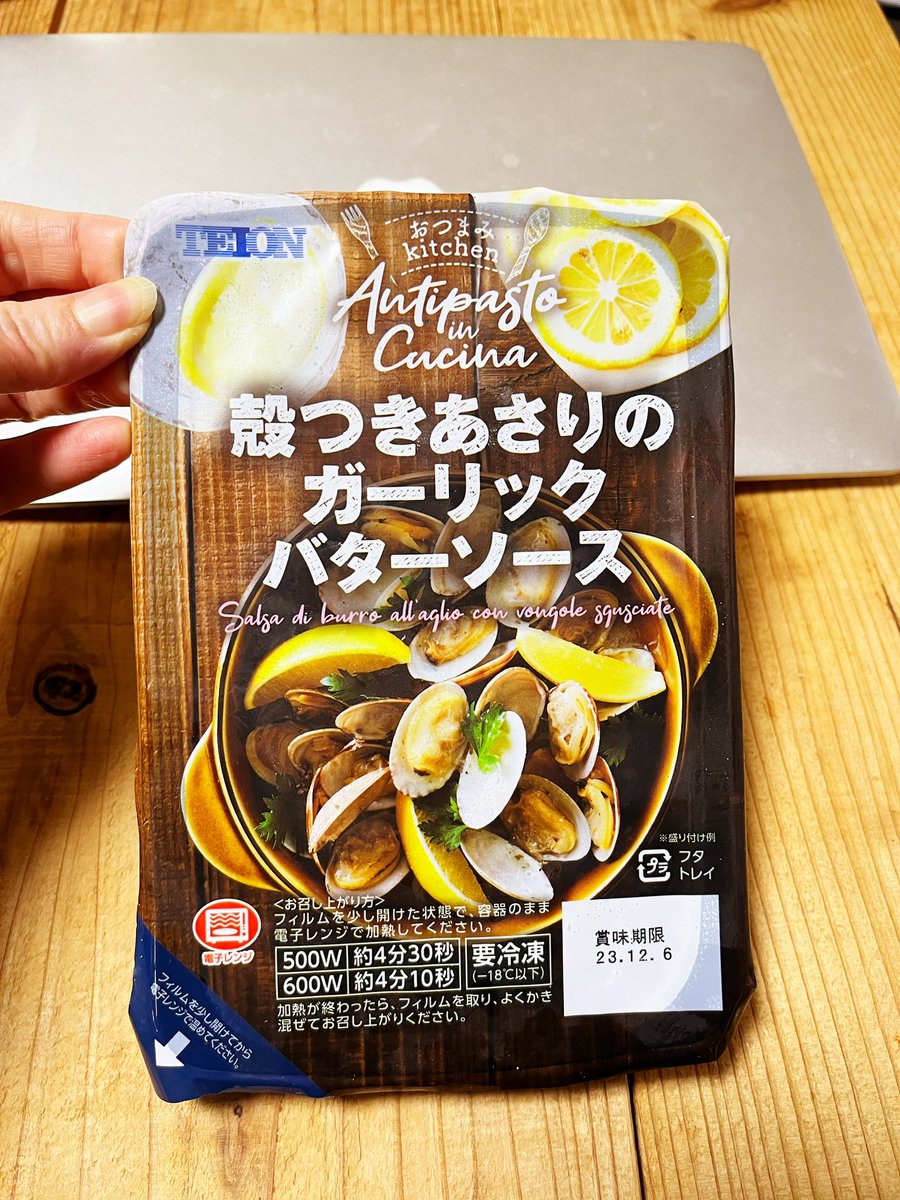 TEION
おつまみ
kitchen
Antipasto
in
Cucina
殻つきあさりの
ガーリック
バターソース
Salsa di burro all'aglio con vongole sgusciate
※盛り付け例
プラ
フタ
トレイ
<お召し上がり方>
フィルムを少し開けた状態で、容器のまま
電子レンジで加熱してください。
電子レンジ
500W 約4分30秒
600W 約4分10秒
要冷凍
(-18℃以下)
加熱が終わったら、フィルムを取り、よくかき
混ぜてお召し上がりください。
賞味期限
23.12. 6
フィルムを少し開けてから
電子レンジで温めてください。